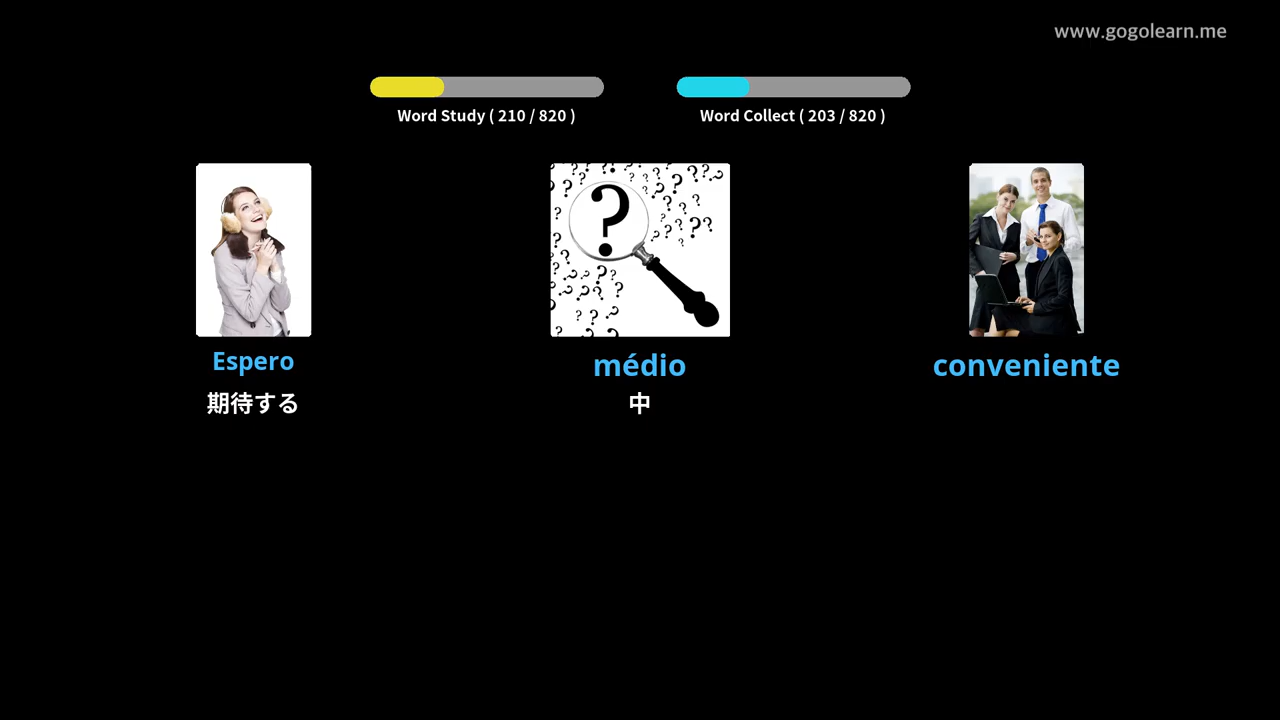 www.gogolearn.me
Word Study ( 210 / 820 )
Word Collect ( 203 / 820 )
Espero
médio
conveniente
期待する
中